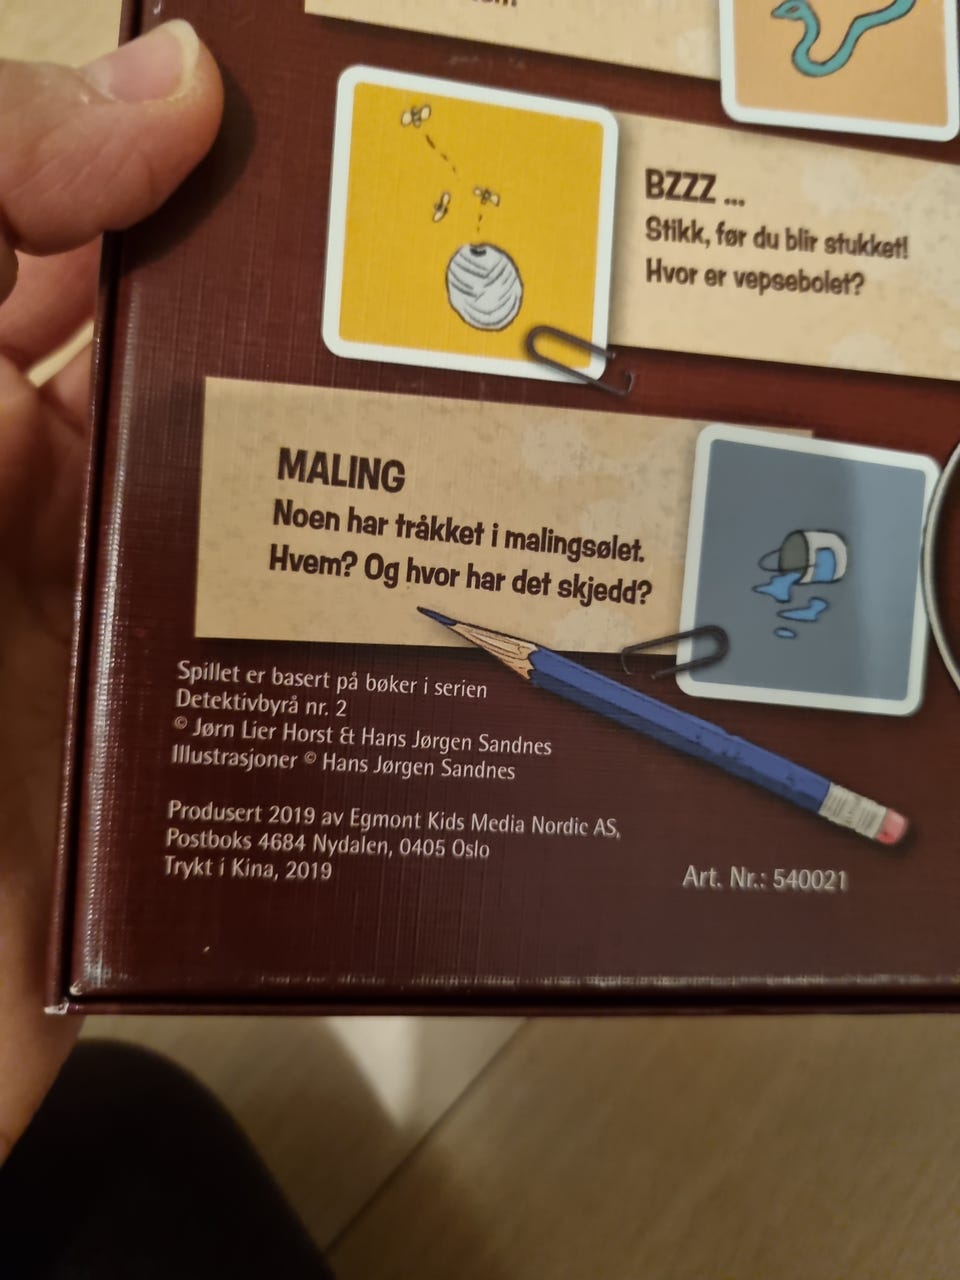 BZZZ ...
Stikk, før du blir stukket!
Hvor er vepsebolet?
MALING
Noen har tråkket i malingsølet.
Hvem? Og hvor har det skjedd?
Spillet er basert på bøker i serien
Detektivbyrå nr. 2
© Jørn Lier Horst & Hans Jørgen Sandnes
Illustrasjoner © Hans Jørgen Sandnes
Produsert 2019 av Egmont Kids Media Nordic AS,
Postboks 4684 Nydalen, 0405 Oslo
Trykt i Kina, 2019
Art. Nr.: 540021